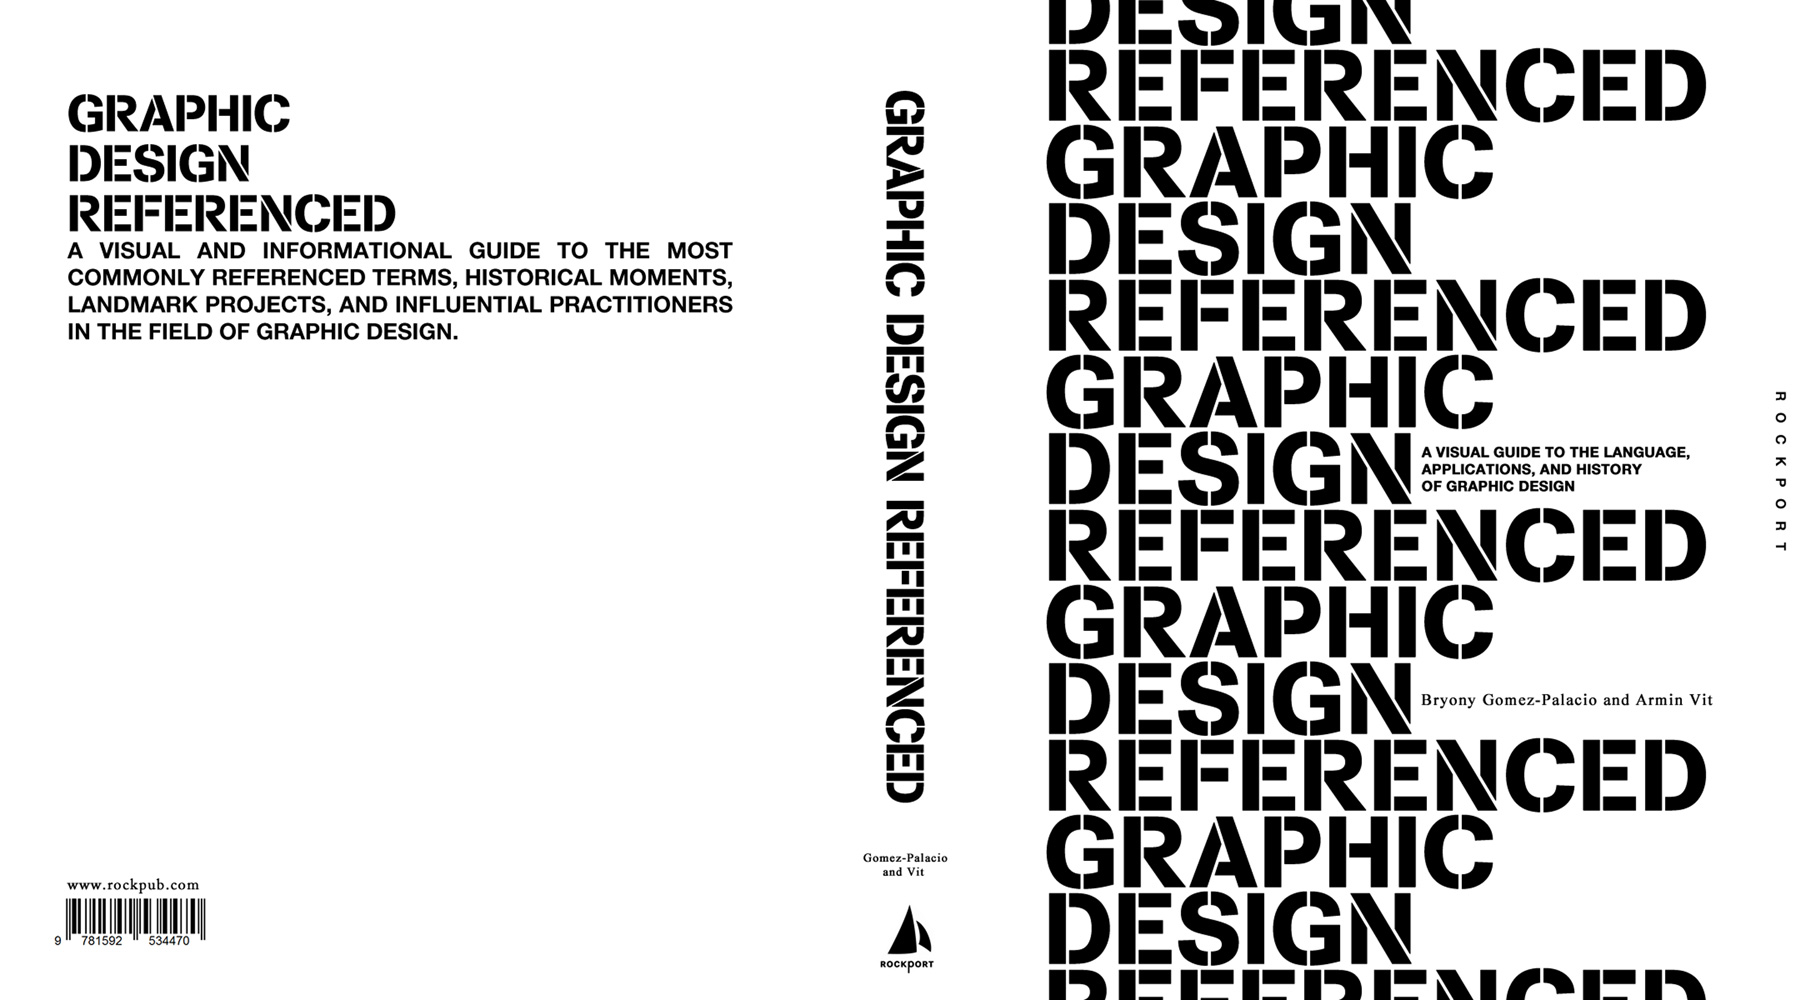 GRAPHIC
DESIGN
REFERENCED
A VISUAL AND INFORMATIONAL GUIDE TO THE MOST
COMMONLY REFERENCED TERMS, HISTORICAL MOMENTS,
LANDMARK PROJECTS, AND INFLUENTIAL PRACTITIONERS
IN THE FIELD OF GRAPHIC DESIGN.
www.rockpub.com
9 781592 534470
GRAPHIC DESIGN REFERENCED
Gomez-Palacio
and Vit
ROCKPORT
DESIGN
REFERENCED
GRAPHIC
DESIGN
REFERENCED
GRAPHIC
DESIGN
A VISUAL GUIDE TO THE LANGUAGE,
APPLICATIONS, AND HISTORY
OF GRAPHIC DESIGN
REFERENCED
GRAPHIC
DESIGN
Bryony Gomez-Palacio and Armin Vit
REFERENCED
GRAPHIC
DESIGN
REFERENCED
ROCKPORT